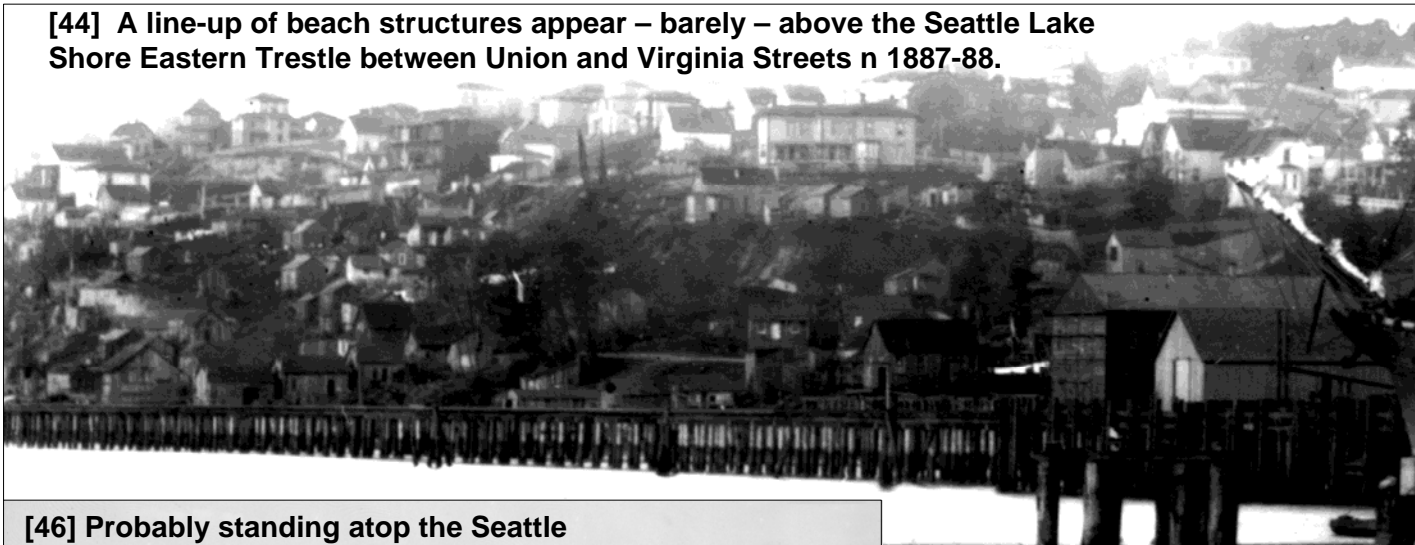 [44] A line-up of beach structures appear – barely – above the Seattle Lake
Shore Eastern Trestle between Union and Virginia Streets n 1887-88.
[46] Probably standing atop the Seattle